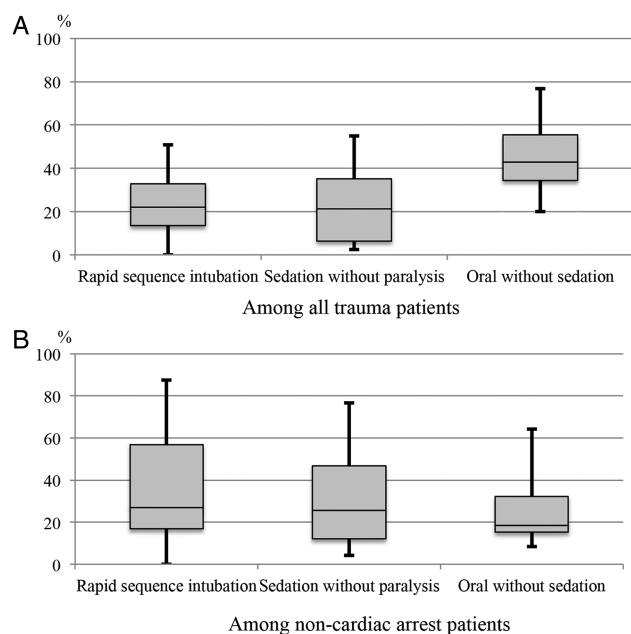 A
%
100
80
60
40
20
0
Rapid sequence intubation Sedation without paralysis Oral without sedation
Among all trauma patients
B
%
100
80
60
40
20
0
Rapid sequence intubation Sedation without paralysis Oral without sedation
Among non-cardiac arrest patients